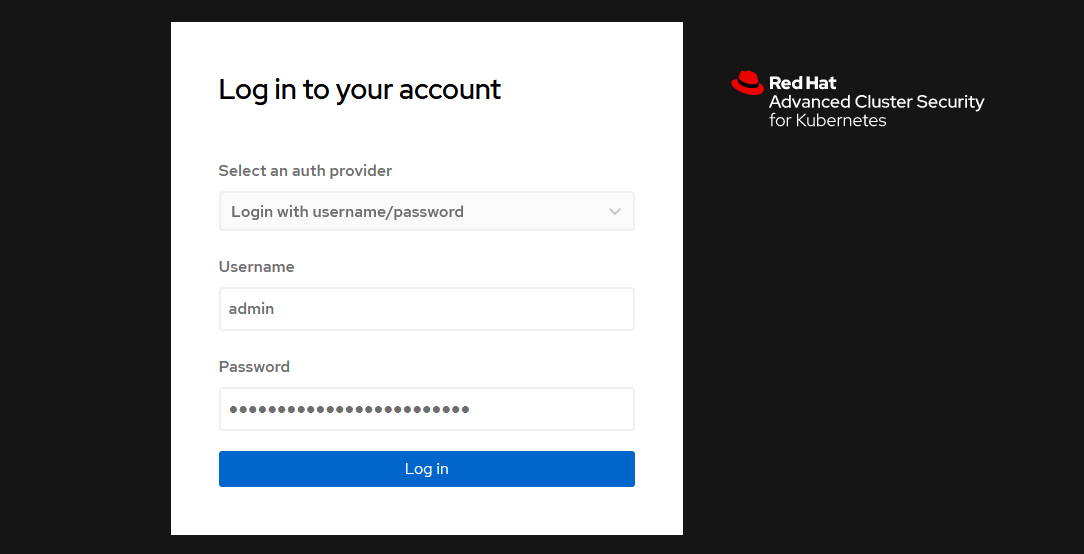 Log in to your account
Select an auth provider
Login with username/password
Username
admin
Password
•••••••••••••••••••••••••
Log in
Red Hat
Advanced Cluster Security
for Kubernetes